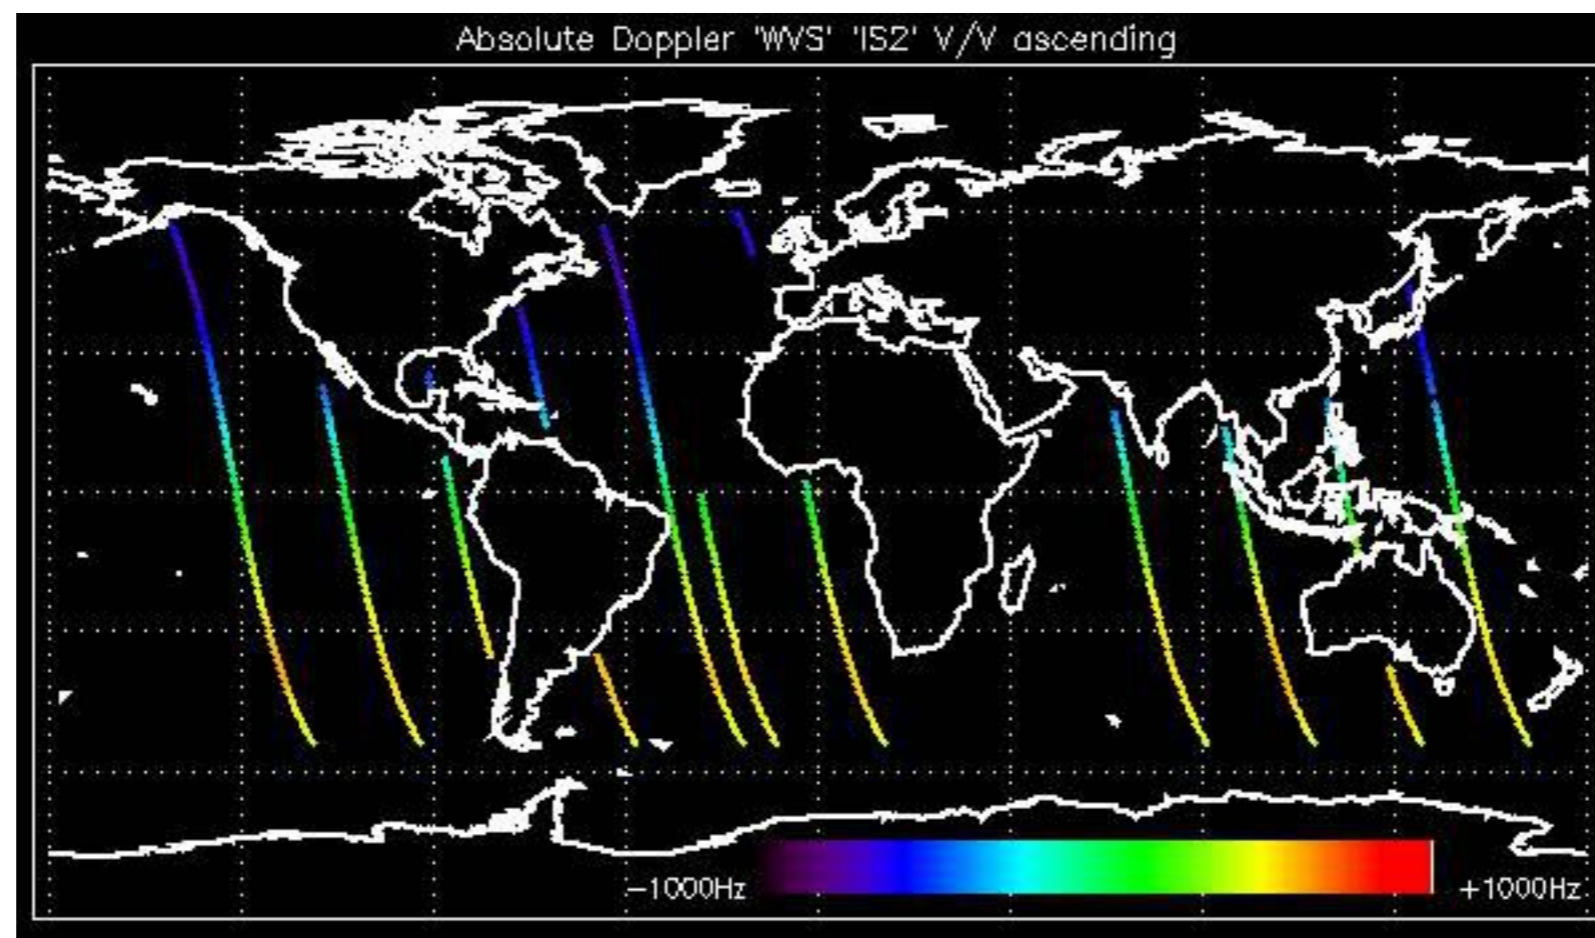 Absolute Doppler 'WVS' 'IS2' V/V ascending
−1000Hz
+1000Hz